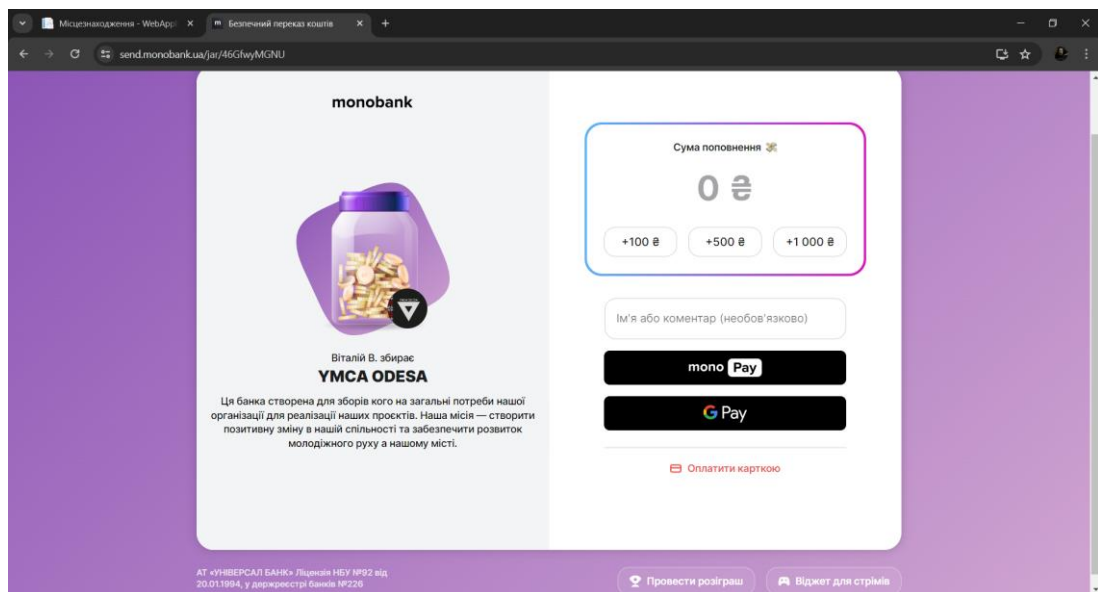 Місцезнаходження - WebAppl
Безпечний переказ коштів
send.monobank.ua/jar/46GfwyMGNU
monobank
Віталій В. збирає
YMCA ODESA
Ця банка створена для зборів кого на загальні потреби нашої
організації для реалізації наших проєктів. Наша місія — створити
позитивну зміну в нашій спільності та забезпечити розвиток
молодіжного руху а нашому місті.
Сума поповнення 💸
0 ₴
+100 ₴
+500 ₴
+1 000 ₴
Ім'я або коментар (необов'язково)
mono Pay
G Pay
Оплатити карткою
АТ «УНІВЕРСАЛ БАНК» Ліцензія НБУ №92 від
20.01.1994, у держреєстрі банків №226
Провести розіграш
Віджет для стрімів